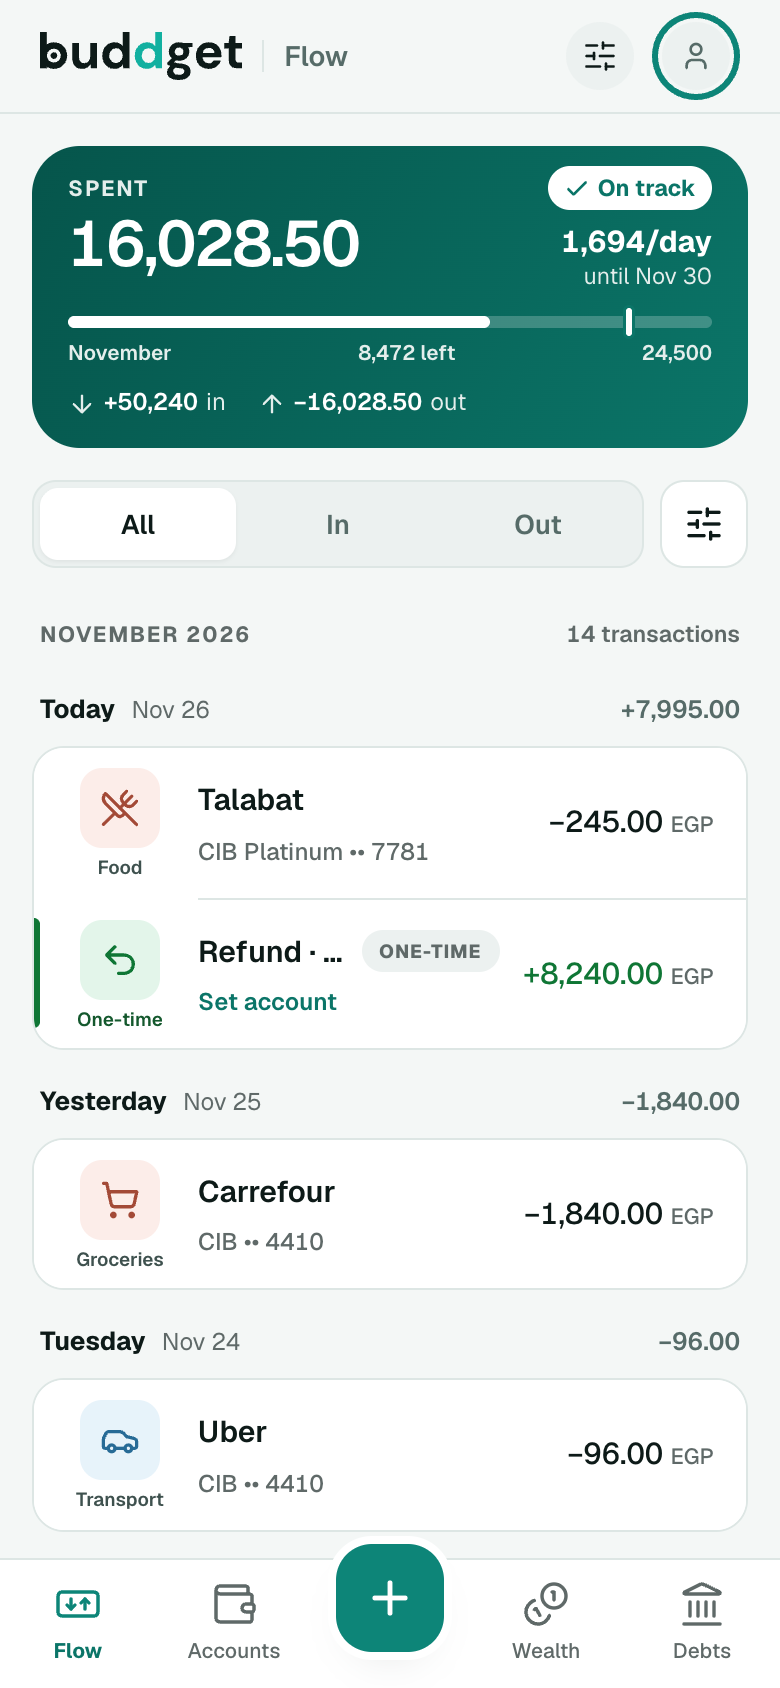 buddget Flow
SPENT
On track
16,028.50
1,694/day
until Nov 30
November 8,472 left 24,500
+50,240 in −16,028.50 out
All In Out
NOVEMBER 2026 14 transactions
Today Nov 26 +7,995.00
Talabat
−245.00 EGP
CIB Platinum •• 7781
Food
Refund · ... ONE-TIME
+8,240.00 EGP
Set account
One-time
Yesterday Nov 25 −1,840.00
Carrefour
−1,840.00 EGP
CIB •• 4410
Groceries
Tuesday Nov 24 −96.00
Uber
−96.00 EGP
CIB •• 4410
Transport
Flow Accounts Wealth Debts